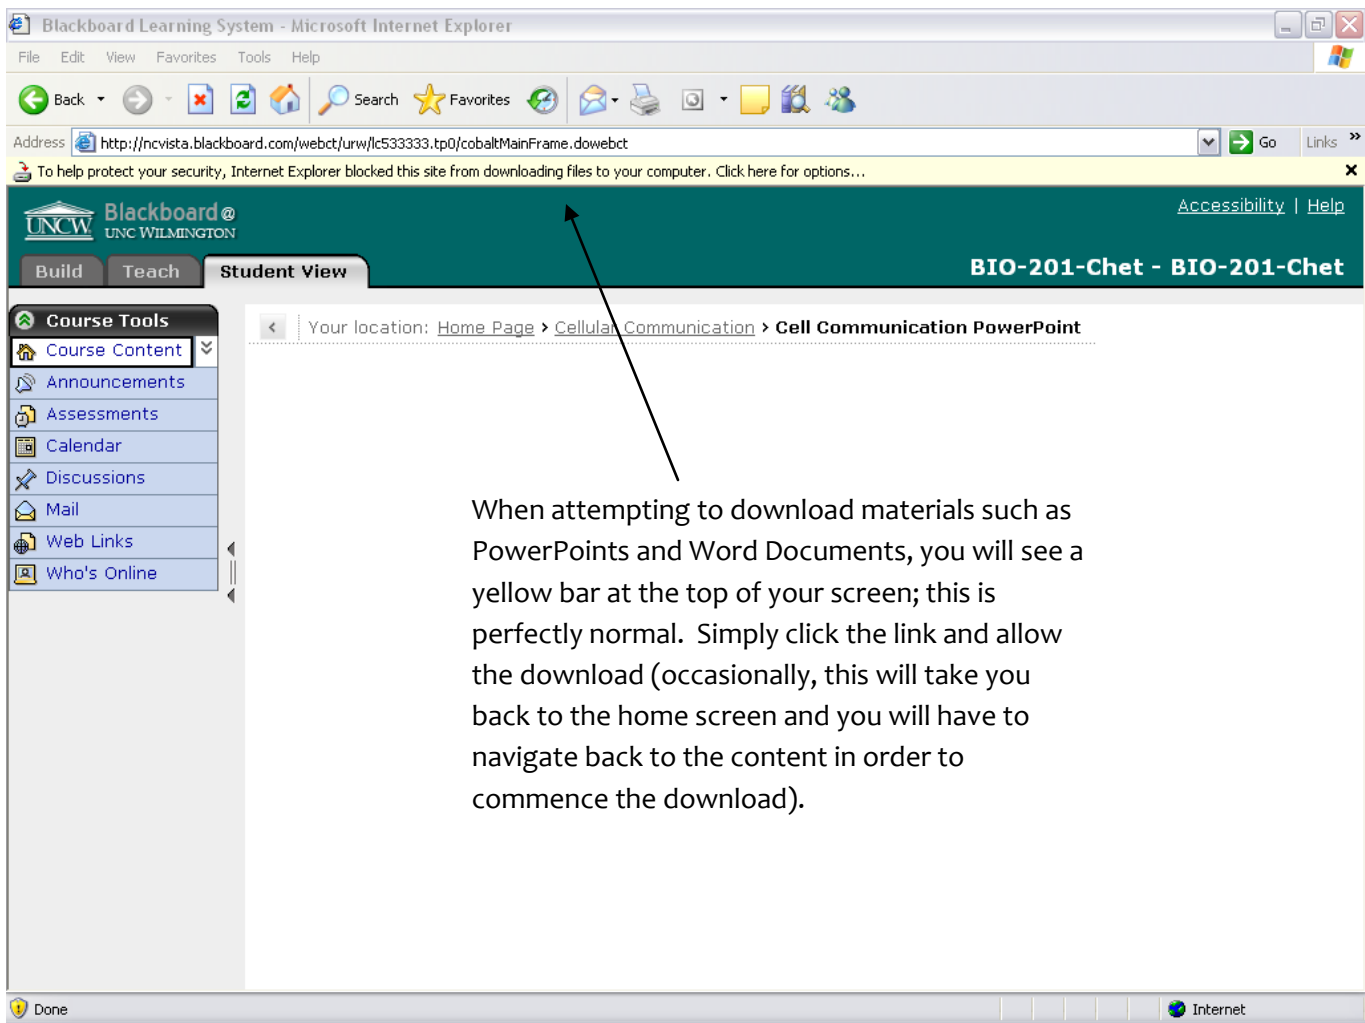 Blackboard Learning System - Microsoft Internet Explorer
File Edit View Favorites Tools Help
Back Search Favorites
Address http://ncvista.blackboard.com/webct/urw/lc533333.tp0/cobaltMainFrame.dowebct Go Links »
To help protect your security, Internet Explorer blocked this site from downloading files to your computer. Click here for options...
Accessibility | Help
UNCW Blackboard@
UNC WILMINGTON
Build Teach Student View
BIO-201-Chet - BIO-201-Chet
Course Tools
Course Content
Announcements
Assessments
Calendar
Discussions
Mail
Web Links
Who's Online
Your location: Home Page › Cellular Communication › Cell Communication PowerPoint
When attempting to download materials such as
PowerPoints and Word Documents, you will see a
yellow bar at the top of your screen; this is
perfectly normal.  Simply click the link and allow
the download (occasionally, this will take you
back to the home screen and you will have to
navigate back to the content in order to
commence the download).
Done
Internet